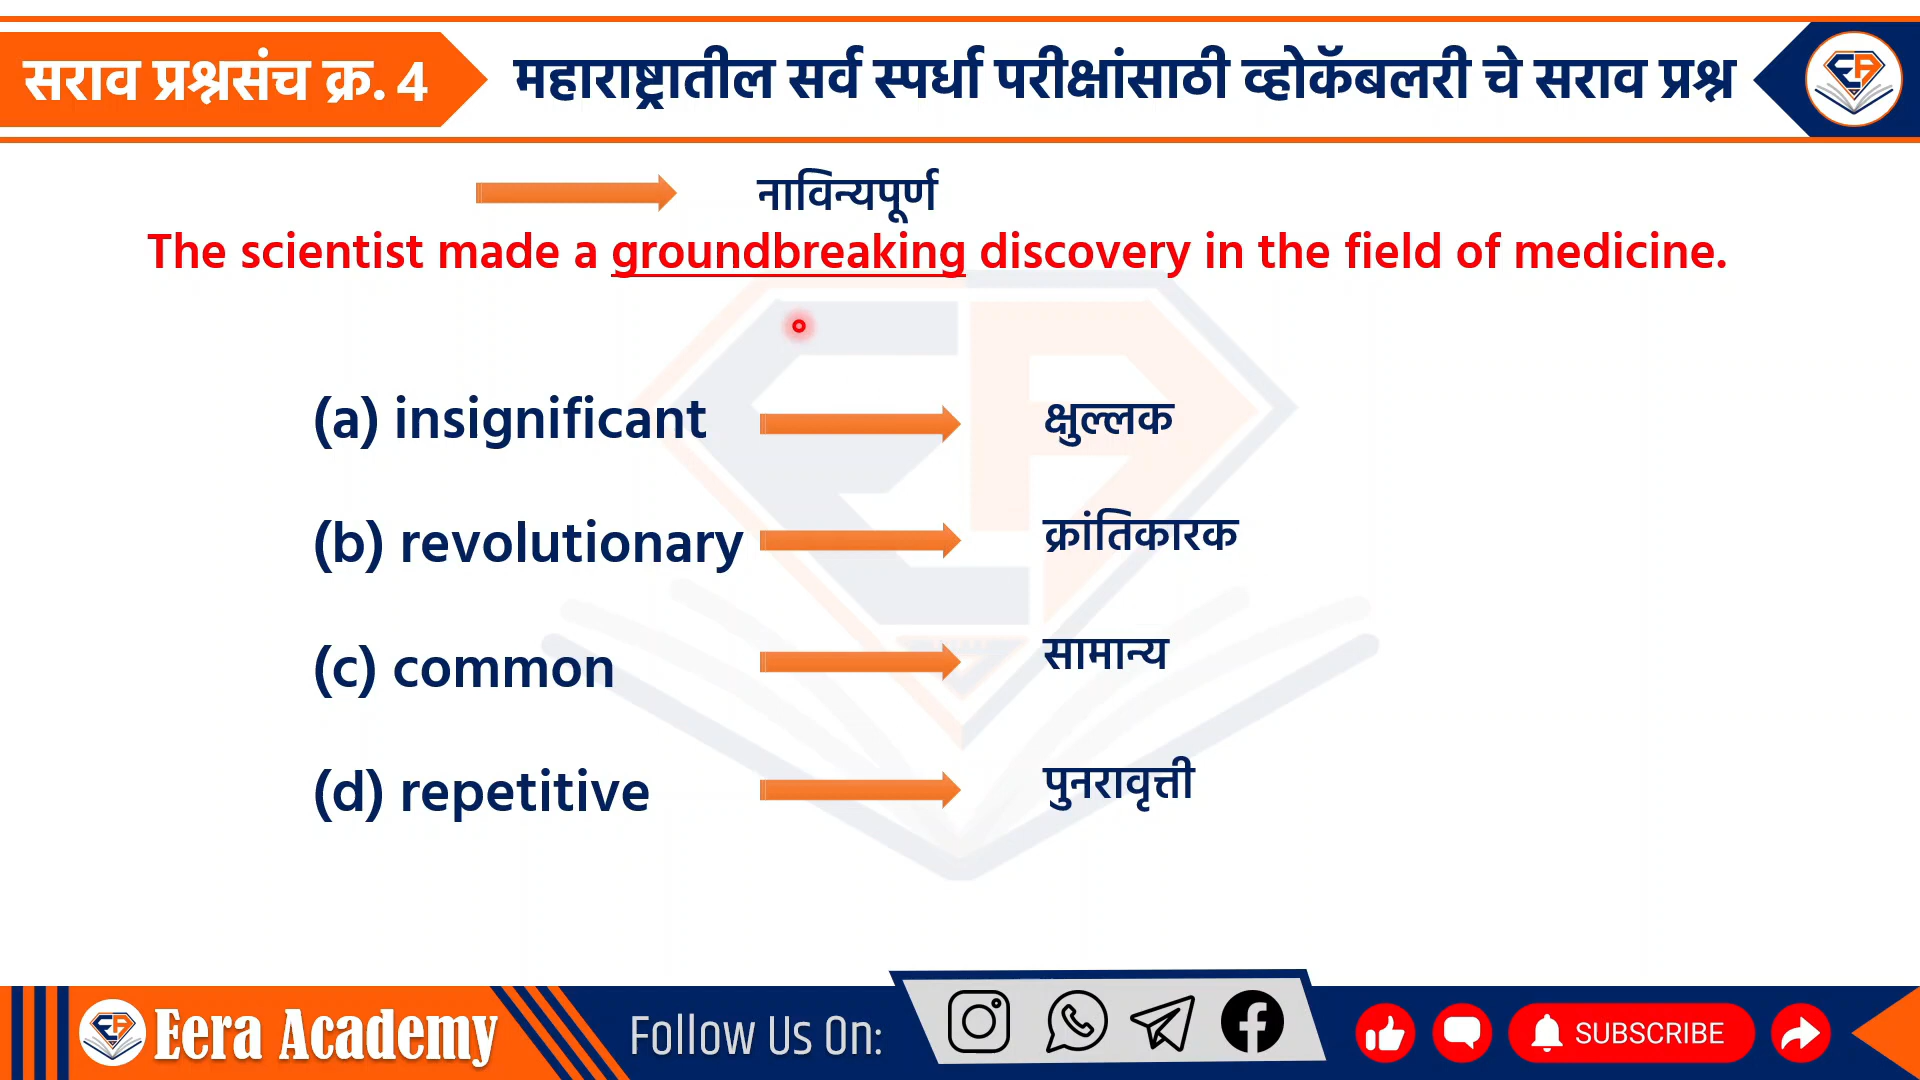 सराव प्रश्नसंच क्र. 4
महाराष्ट्रातील सर्व स्पर्धा परीक्षांसाठी व्होकॅबलरी चे सराव प्रश्न
नाविन्यपूर्ण
The scientist made a groundbreaking discovery in the field of medicine.
(a) insignificant क्षुल्लक
(b) revolutionary क्रांतिकारक
(c) common सामान्य
(d) repetitive पुनरावृत्ती
Eera Academy Follow Us On: SUBSCRIBE